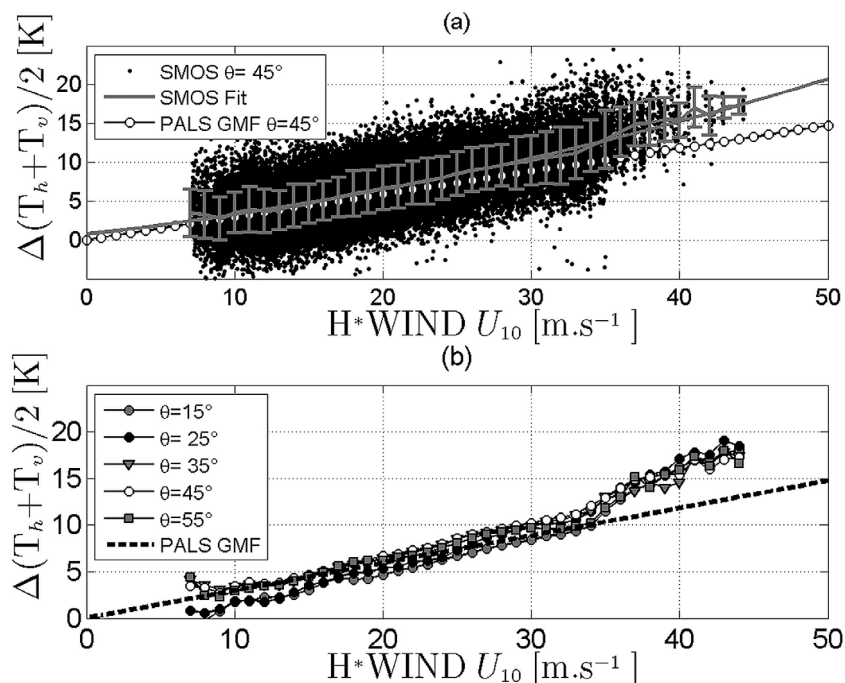 (a)
Δ(T_h+T_v)/2 [K]
20
15
10
5
0
SMOS θ= 45°
SMOS Fit
PALS GMF θ=45°
0 10 20 30 40 50
H*WIND U_10 [m.s^-1]
(b)
Δ(T_h+T_v)/2 [K]
20
15
10
5
0
θ=15°
θ= 25°
θ= 35°
θ=45°
θ=55°
PALS GMF
0 10 20 30 40 50
H*WIND U_10 [m.s^-1]